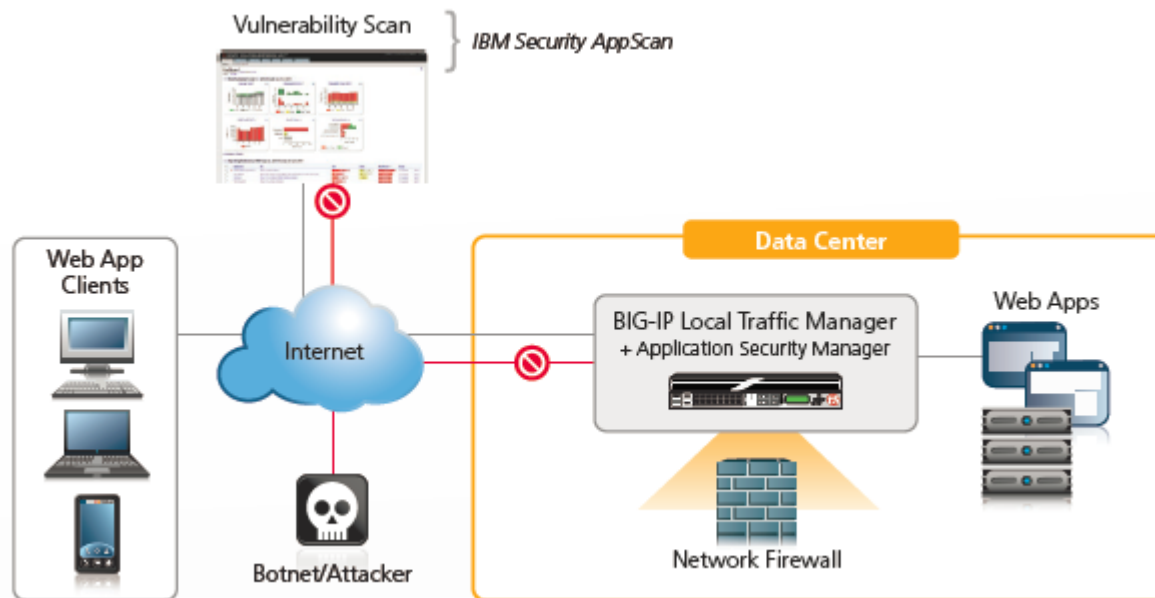 Vulnerability Scan
IBM Security AppScan
Data Center
Web App
Clients
BIG-IP Local Traffic Manager
+ Application Security Manager
Web Apps
Internet
Network Firewall
Botnet/Attacker